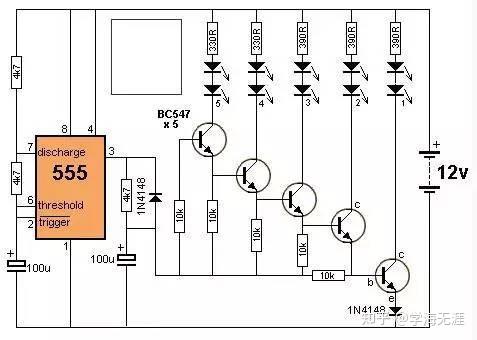 330R
330R
390R
390R
390R
4k7
5
4
3
2
1
BC547
x 5
8
4
7
discharge
3
555
4k7
6
threshold
trigger
2
1
4k7
1N4148
10k
10k
10k
10k
10k
c
c
b
e
12v
100u
100u
1N4148
知乎 @学海无涯